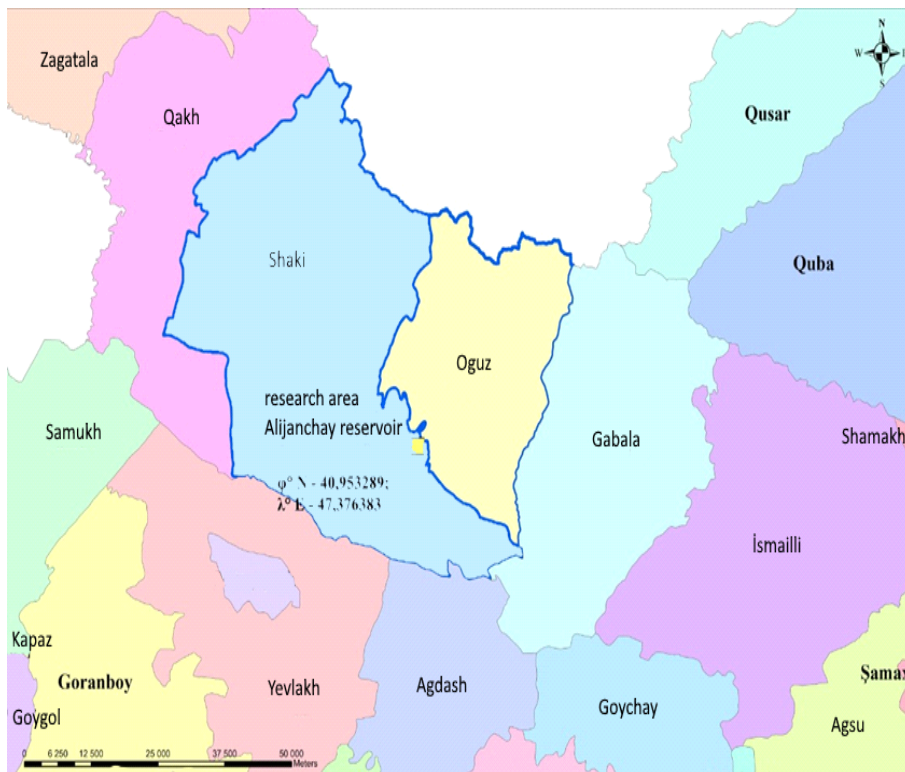 N
W
E
S
Zagatala
Qakh
Qusar
Shaki
Quba
Oguz
research area
Alijanchay reservoir
Samukh
Gabala
Shamakh
φ° N - 40,953289;
λ° E - 47,376383
İsmailli
Kapaz
Goranboy
Yevlakh
Agdash
Goychay
Şamax
Goygol
Agsu
0 6 250 12 500 25 000 37 500 50 000
Meters